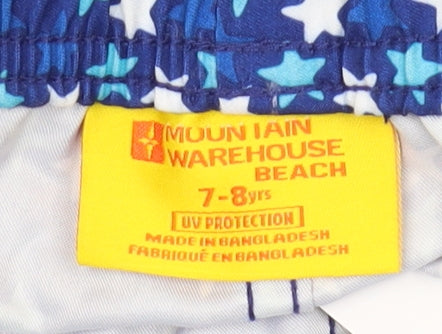 MOUNTAIN
WAREHOUSE
BEACH
7-8yrs
UV PROTECTION
MADE IN BANGLADESH
FABRIQUÉ EN BANGLADESH